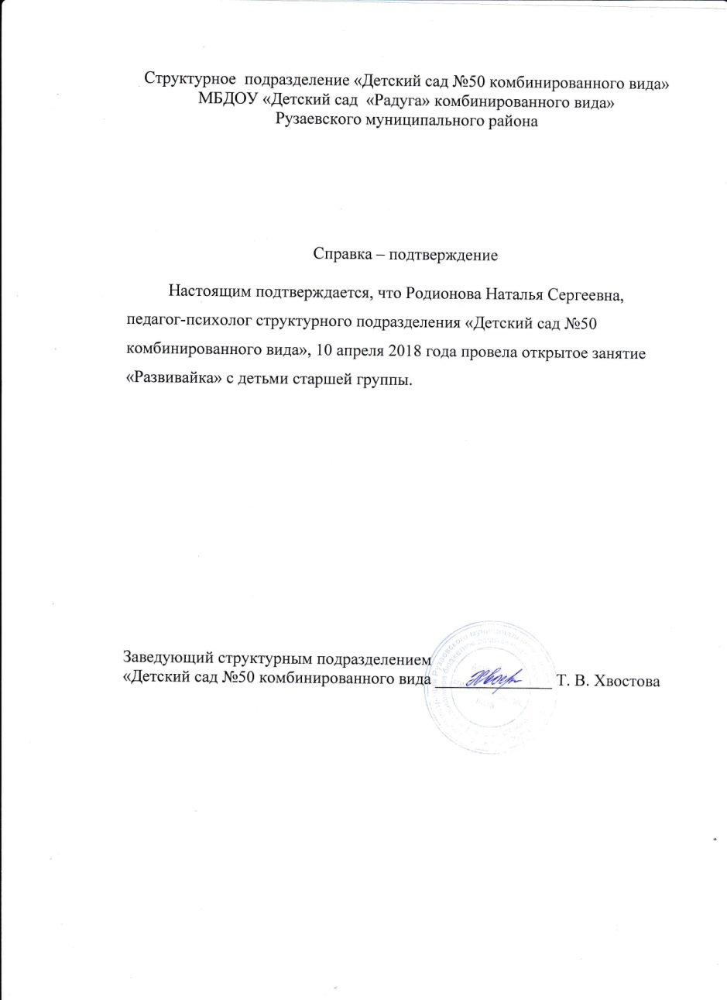 Структурное подразделение «Детский сад №50 комбинированного вида»
МБДОУ «Детский сад «Радуга» комбинированного вида»
Рузаевского муниципального района
Справка – подтверждение
Настоящим подтверждается, что Родионова Наталья Сергеевна,
педагог-психолог структурного подразделения «Детский сад №50
комбинированного вида», 10 апреля 2018 года провела открытое занятие
«Развивайка» с детьми старшей группы.
Заведующий структурным подразделением
«Детский сад №50 комбинированного вида ______________ Т. В. Хвостова